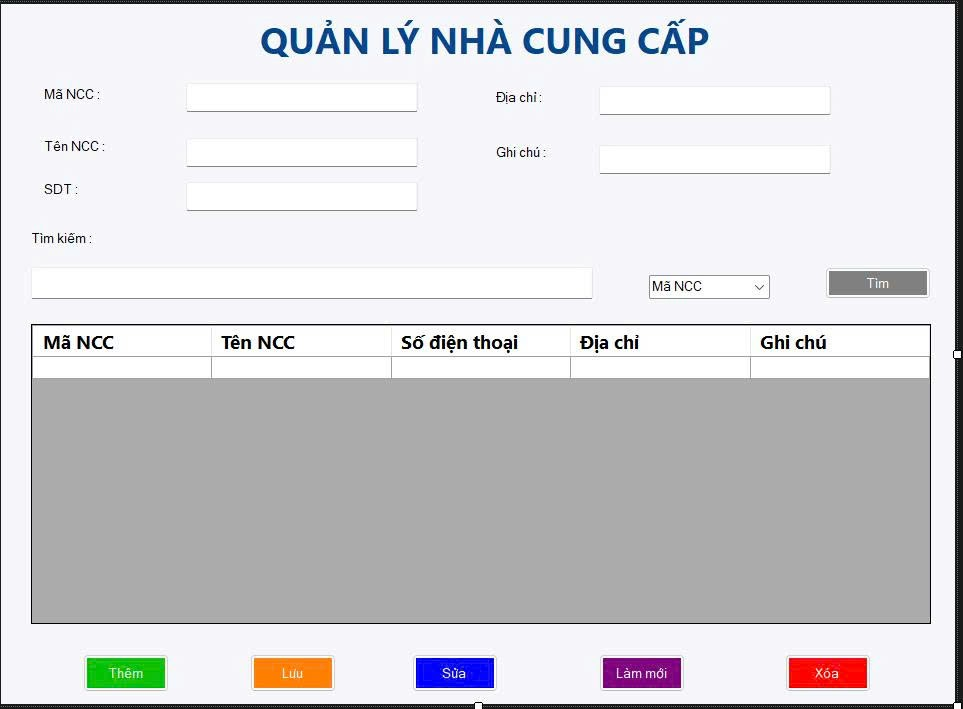 QUẢN LÝ NHÀ CUNG CẤP
Mã NCC :
Địa chỉ :
Tên NCC :
Ghi chú :
SDT :
Tìm kiếm :
Mã NCC
Tìm
Mã NCC Tên NCC Số điện thoại Địa chỉ Ghi chú
Thêm Lưu Sửa Làm mới Xóa